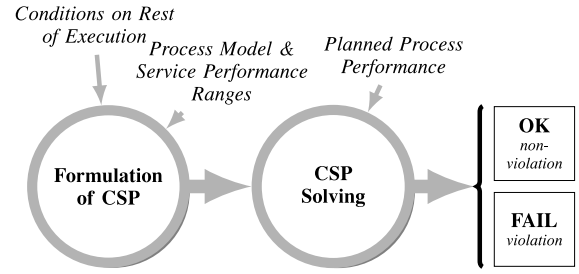 Conditions on Rest
of Execution
Process Model &
Service Performance
Ranges
Planned Process
Performance
Formulation
of CSP
CSP
Solving
OK
non-
violation
FAIL
violation